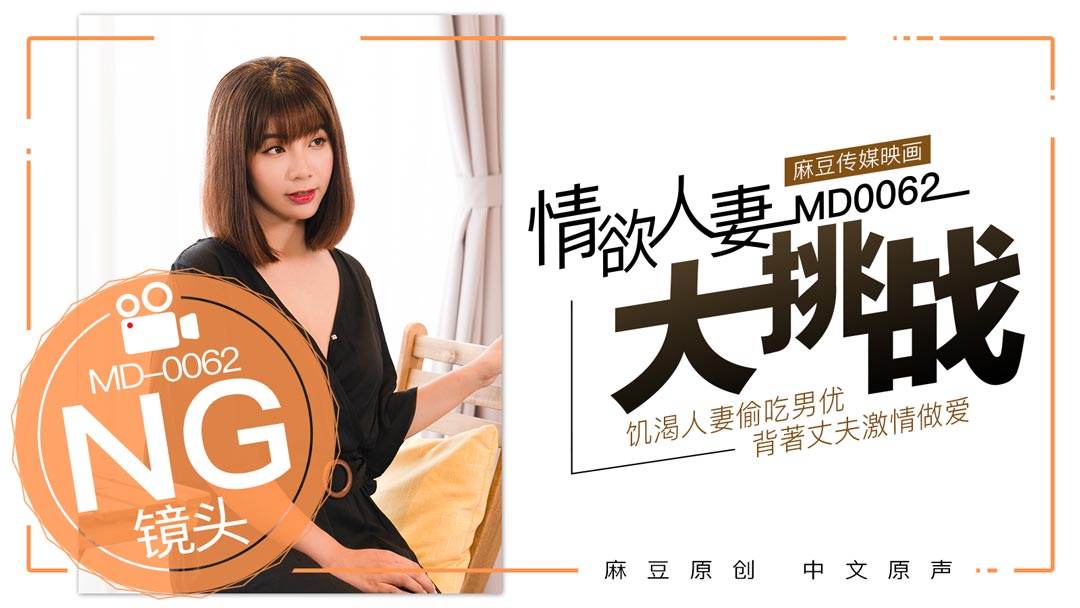 麻豆传媒映画
情欲人妻
MD0062
大挑战
饥渴人妻偷吃男优
背著丈夫激情做爱
MD-0062
NG
镜头
麻豆原创 中文原声